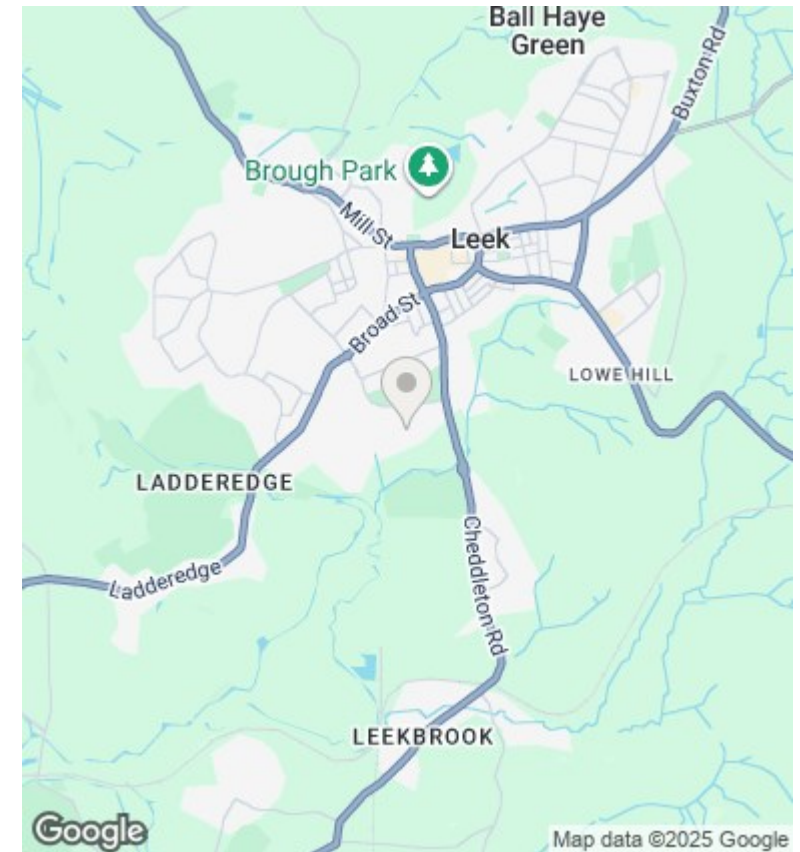 Ball Haye
Green
Buxton Rd
Brough Park
Mill St
Leek
Broad St
LOWE HILL
LADDEREDGE
Ladderedge
Cheddleton Rd
LEEKBROOK
Google
Map data ©2025 Google